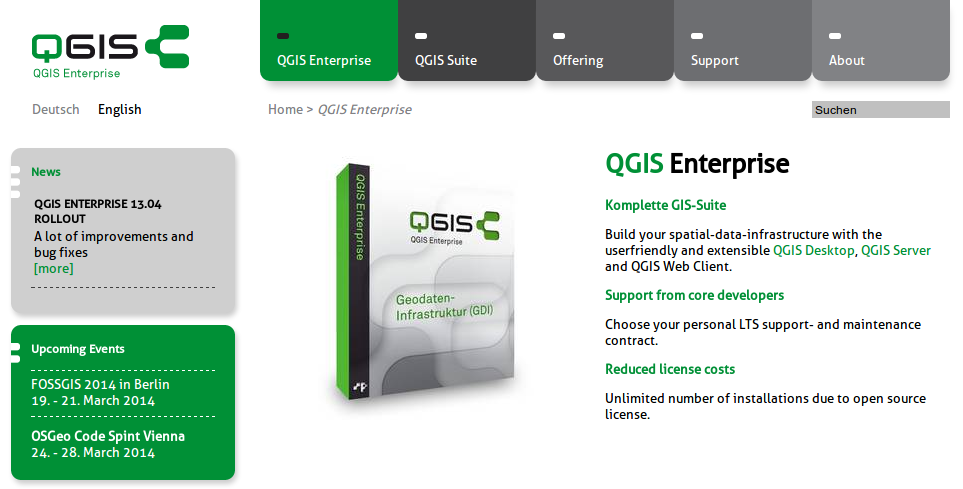 QGIS
QGIS Enterprise
QGIS Enterprise
QGIS Suite
Offering
Support
About
Deutsch
English
Home > QGIS Enterprise
Suchen
News
QGIS ENTERPRISE 13.04
ROLLOUT
A lot of improvements and
bug fixes
[more]
Upcoming Events
FOSSGIS 2014 in Berlin
19. - 21. March 2014
OSGeo Code Spint Vienna
24. - 28. March 2014
QGIS Enterprise
QGIS
QGIS Enterprise
Geodaten-
Infrastruktur (GDI)
QGIS Enterprise
Komplette GIS-Suite
Build your spatial-data-infrastructure with the
userfriendly and extensible QGIS Desktop, QGIS Server
and QGIS Web Client.
Support from core developers
Choose your personal LTS support- and maintenance
contract.
Reduced license costs
Unlimited number of installations due to open source
license.